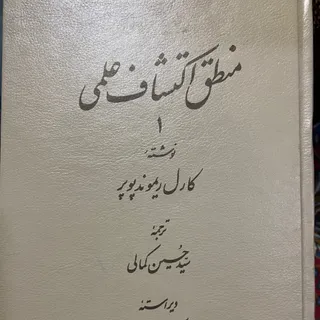 منطق اکتشاف علمی
۱
نوشتهٔ
کارل ریموند پوپر
ترجمهٔ
سید حسین کمالی
ویراستهٔ